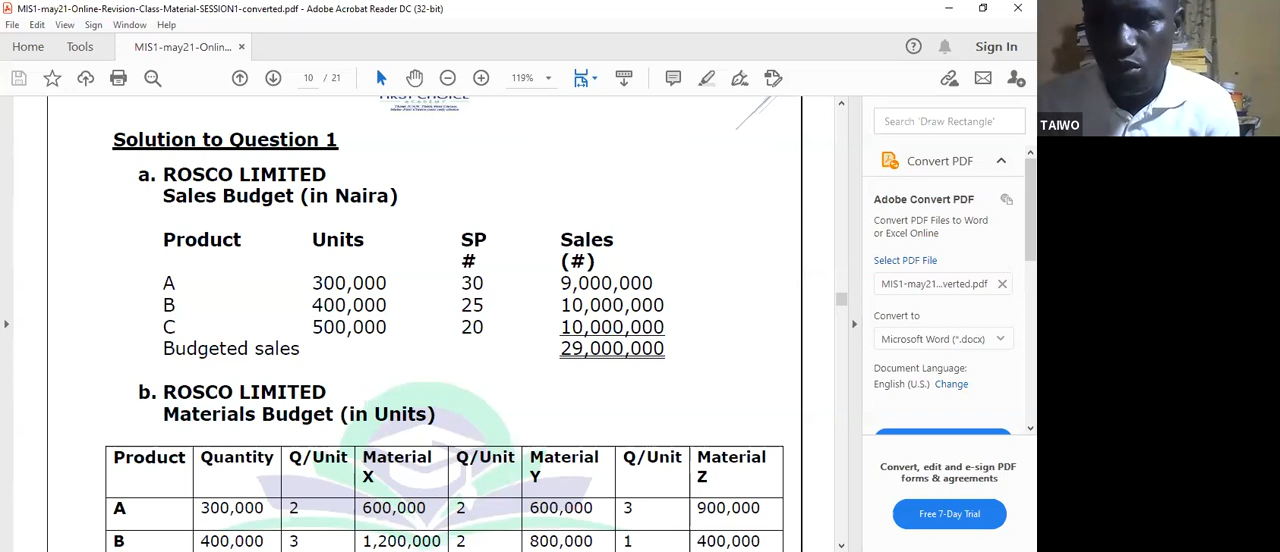 MIS1-may21-Online-Revision-Class-Material-SESSION1-converted.pdf - Adobe Acrobat Reader DC (32-bit)
File Edit View Sign Window Help
Home Tools MIS1-may21-Onlin... × Sign In
10 / 21 119%
FIRST CHOICE
Solution to Question 1
a. ROSCO LIMITED
Sales Budget (in Naira)
Product Units SP Sales
# (#)
A 300,000 30 9,000,000
B 400,000 25 10,000,000
C 500,000 20 10,000,000
Budgeted sales 29,000,000
b. ROSCO LIMITED
Materials Budget (in Units)
Product Quantity Q/Unit Material Q/Unit Material Q/Unit Material
X Y Z
A 300,000 2 600,000 2 600,000 3 900,000
B 400,000 3 1,200,000 2 800,000 1 400,000
Search 'Draw Rectangle'
Convert PDF
Adobe Convert PDF
Convert PDF Files to Word
or Excel Online
Select PDF File
MIS1-may21...verted.pdf
Convert to
Microsoft Word (*.docx)
Document Language:
English (U.S.) Change
Convert, edit and e-sign PDF
forms & agreements
Free 7-Day Trial
TAIWO